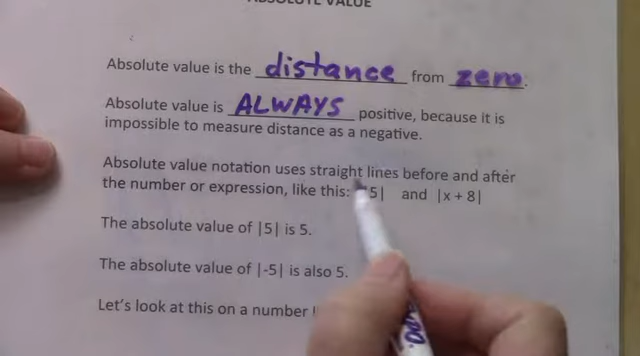 ABSOLUTE VALUE
Absolute value is the distance from zero.
Absolute value is ALWAYS positive, because it is
impossible to measure distance as a negative.
Absolute value notation uses straight lines before and after
the number or expression, like this: 5| and |x + 8|
The absolute value of |5| is 5.
The absolute value of |-5| is also 5.
Let's look at this on a number